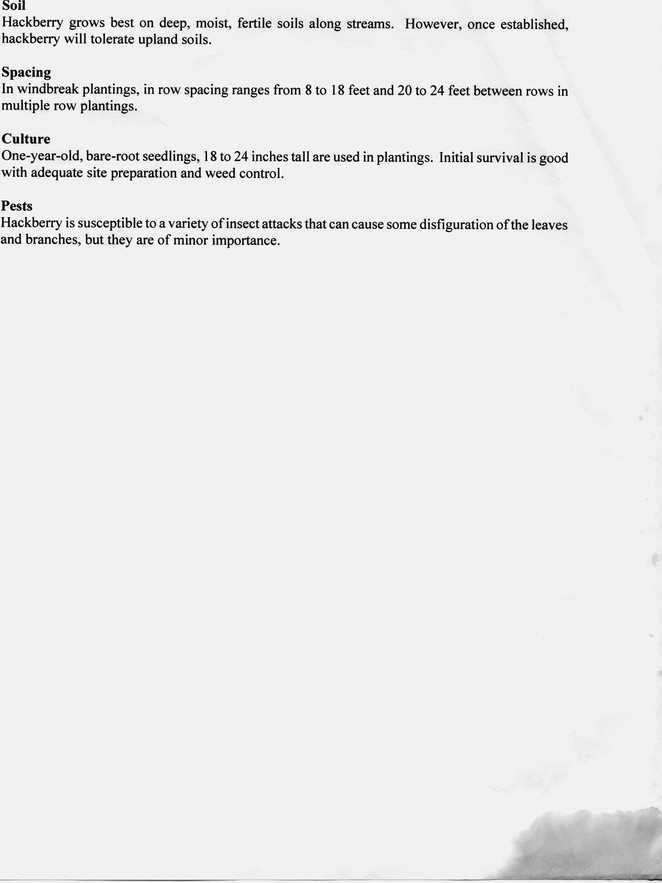 Soil
Hackberry grows best on deep, moist, fertile soils along streams. However, once established,
hackberry will tolerate upland soils.
Spacing
In windbreak plantings, in row spacing ranges from 8 to 18 feet and 20 to 24 feet between rows in
multiple row plantings.
Culture
One-year-old, bare-root seedlings, 18 to 24 inches tall are used in plantings. Initial survival is good
with adequate site preparation and weed control.
Pests
Hackberry is susceptible to a variety of insect attacks that can cause some disfiguration of the leaves
and branches, but they are of minor importance.